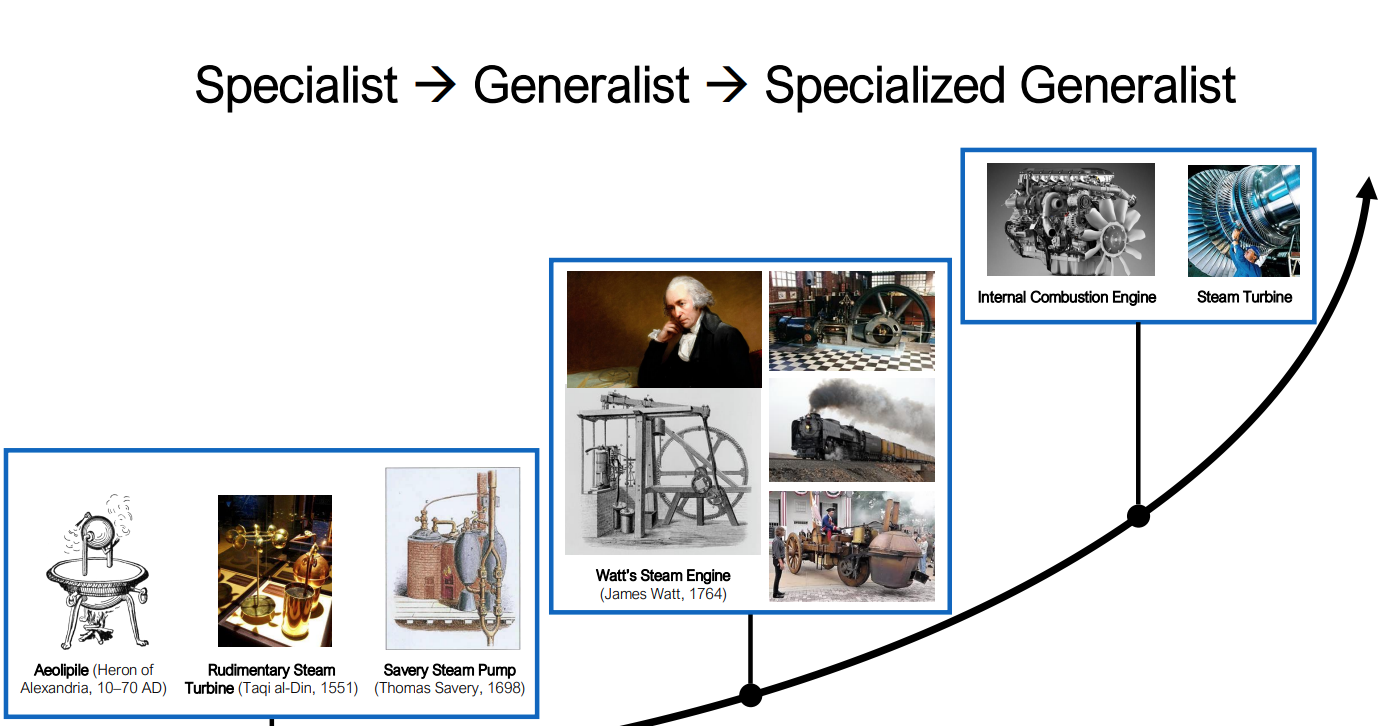 Specialist → Generalist → Specialized Generalist
Internal Combustion Engine
Steam Turbine
Watt's Steam Engine
(James Watt, 1764)
Aeolipile (Heron of
Alexandria, 10–70 AD)
Rudimentary Steam
Turbine (Taqi al-Din, 1551)
Savery Steam Pump
(Thomas Savery, 1698)